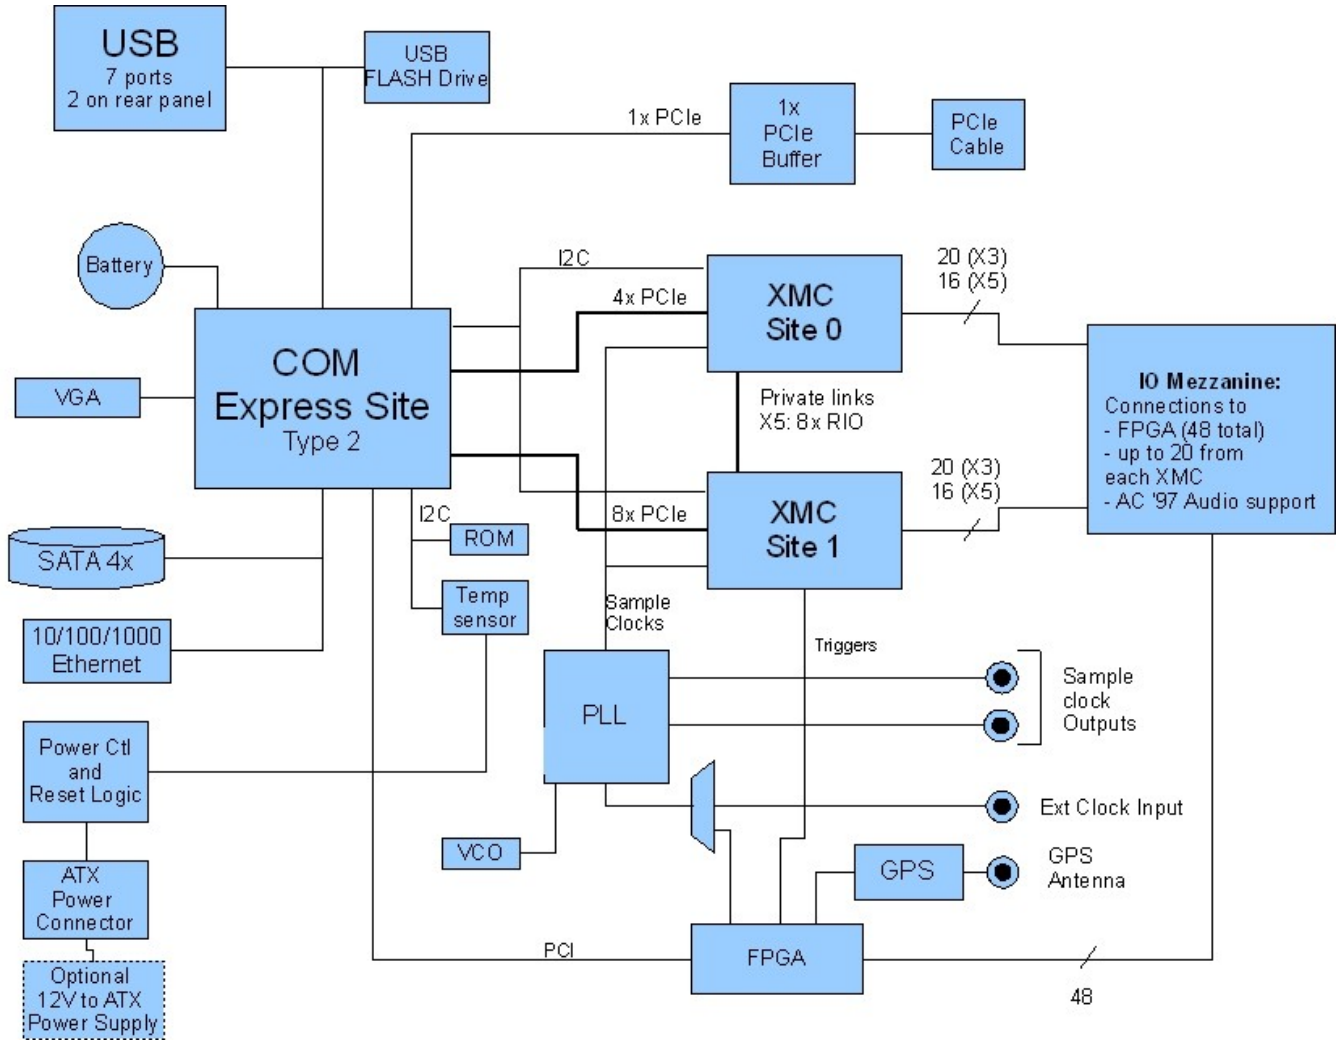 USB
7 ports
2 on rear panel
USB
FLASH Drive
1x PCIe
1x
PCIe
Buffer
PCIe
Cable
Battery
I2C
4x PCIe
XMC
Site 0
20 (X3)
16 (X5)
COM
Express Site
Type 2
VGA
Private links
X5: 8x RIO
IO Mezzanine:
Connections to
- FPGA (48 total)
- up to 20 from
each XMC
- AC '97 Audio support
20 (X3)
16 (X5)
8x PCIe
XMC
Site 1
I2C
ROM
SATA 4x
Temp
sensor
Sample
Clocks
10/100/1000
Ethernet
Triggers
PLL
Sample
clock
Outputs
Power Ctl
and
Reset Logic
Ext Clock Input
VCO
GPS
GPS
Antenna
ATX
Power
Connector
PCI
FPGA
48
Optional
12V to ATX
Power Supply